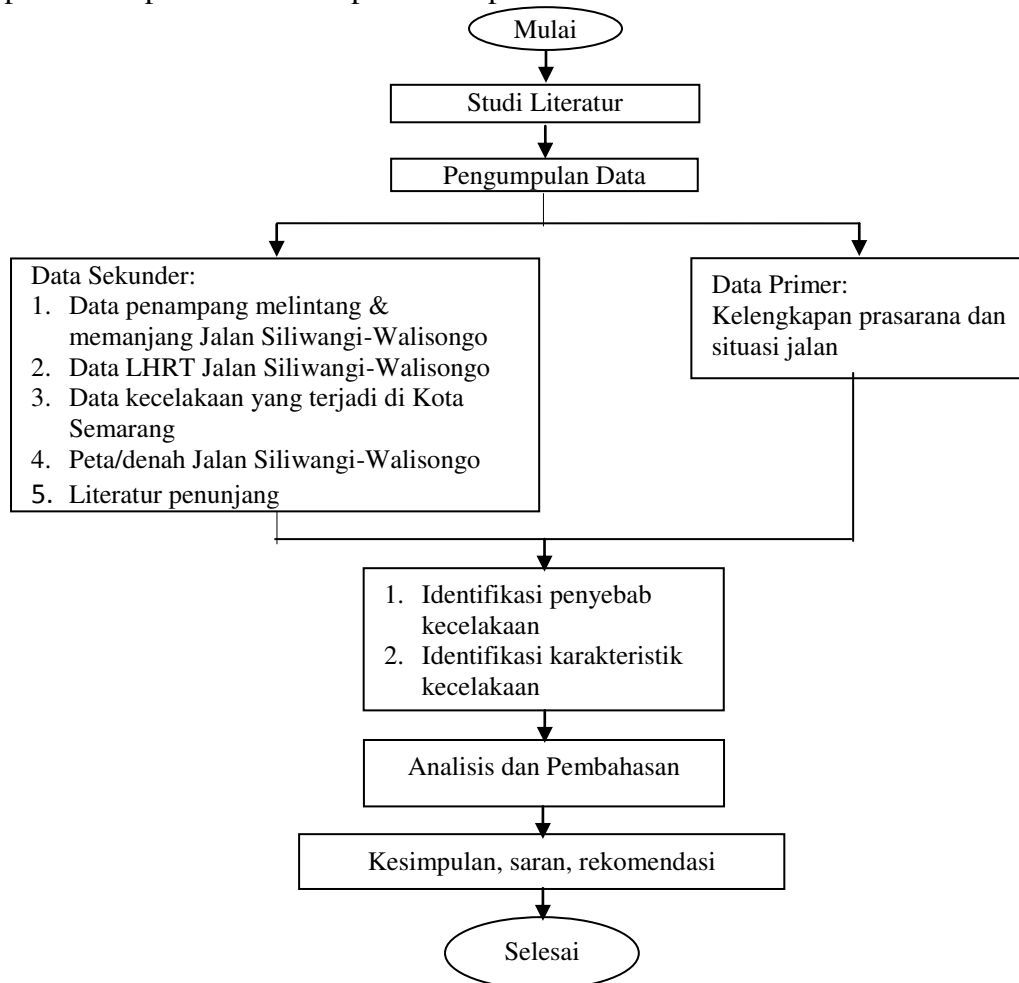 Mulai
Studi Literatur
Pengumpulan Data
Data Sekunder:
1. Data penampang melintang &
memanjang Jalan Siliwangi-Walisongo
2. Data LHRT Jalan Siliwangi-Walisongo
3. Data kecelakaan yang terjadi di Kota
Semarang
4. Peta/denah Jalan Siliwangi-Walisongo
5. Literatur penunjang
Data Primer:
Kelengkapan prasarana dan
situasi jalan
1. Identifikasi penyebab
kecelakaan
2. Identifikasi karakteristik
kecelakaan
Analisis dan Pembahasan
Kesimpulan, saran, rekomendasi
Selesai